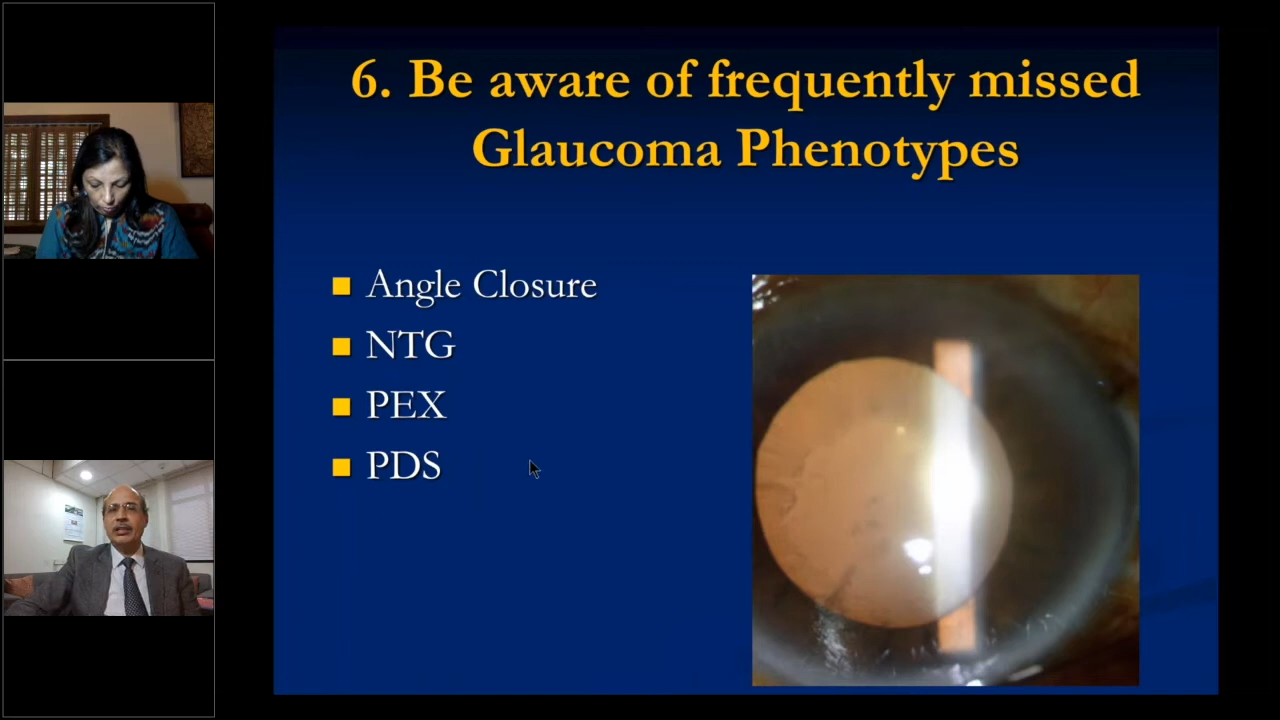 6. Be aware of frequently missed
Glaucoma Phenotypes
Angle Closure
NTG
PEX
PDS